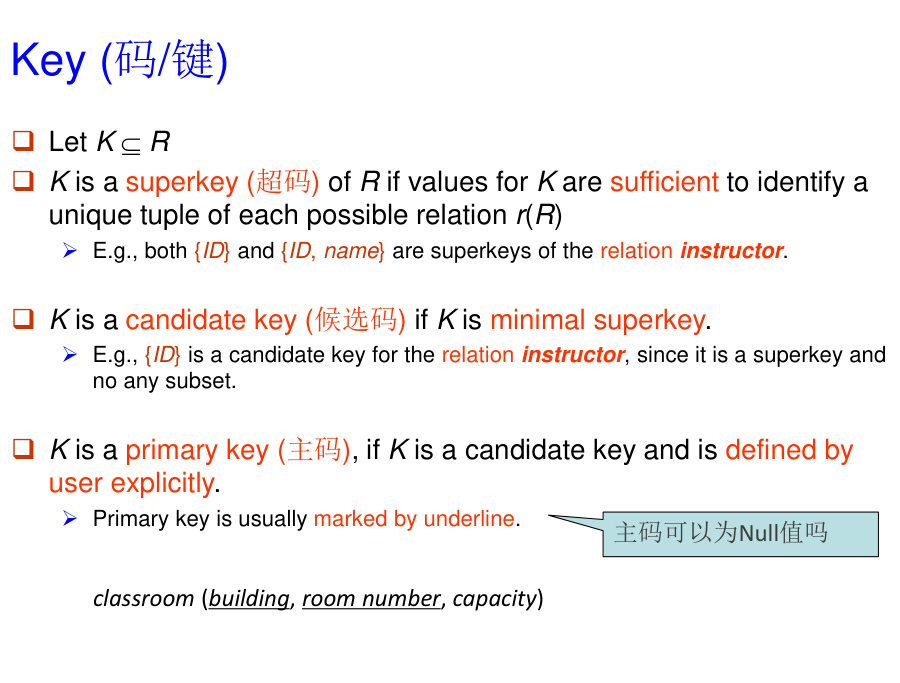 Key (码/键)
❑ Let K ⊆ R
❑ K is a superkey (超码) of R if values for K are sufficient to identify a
unique tuple of each possible relation r(R)
➢ E.g., both {ID} and {ID, name} are superkeys of the relation instructor.
❑ K is a candidate key (候选码) if K is minimal superkey.
➢ E.g., {ID} is a candidate key for the relation instructor, since it is a superkey and
no any subset.
❑ K is a primary key (主码), if K is a candidate key and is defined by
user explicitly.
➢ Primary key is usually marked by underline.
主码可以为Null值吗
classroom (building, room number, capacity)